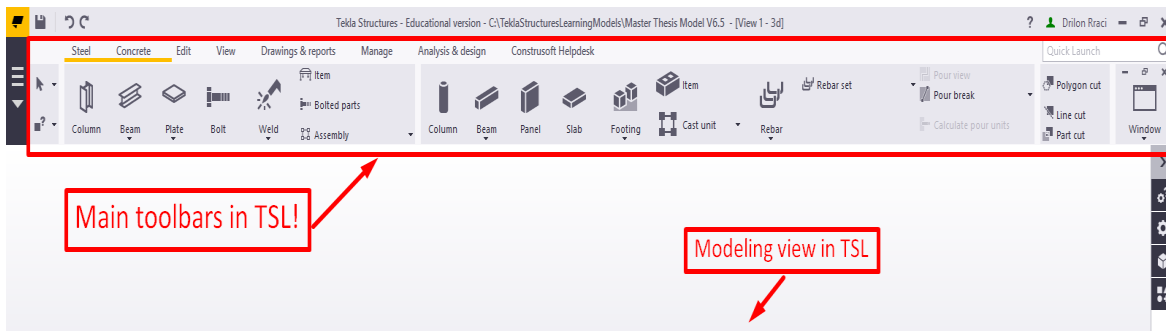 Tekla Structures - Educational version - C:\TeklaStructuresLearningModels\Master Thesis Model V6.5 - [View 1 - 3d]
? Drilon Rraci
Steel Concrete Edit View Drawings & reports Manage Analysis & design Construsoft Helpdesk Quick Launch
Item Item Rebar set Pour view Polygon cut
Bolted parts Pour break Line cut
Column Beam Plate Bolt Weld Assembly Column Beam Panel Slab Footing Cast unit Rebar Calculate pour units Part cut Window
Main toolbars in TSL!
Modeling view in TSL